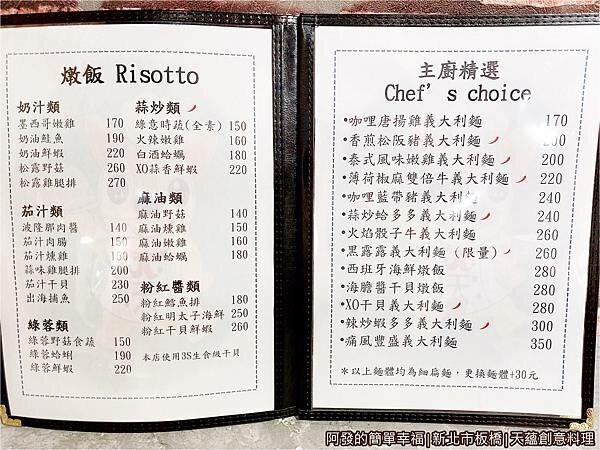 燉飯 Risotto
奶汁類
墨西哥嫩雞 170
奶油鮭魚 190
奶油鮮蝦 220
松露野菇 260
松露雞腿排 270
茄汁類
波隆那肉醬 140
茄汁肉腸 150
茄汁燻雞 150
蒜味雞腿排 200
茄汁干貝 230
出海捕魚 250
綠蓉類
綠蓉野菇食蔬 150
綠蓉蛤蜊 190
綠蓉鮮蝦 220
蒜炒類
綠意時蔬(全素) 150
火辣嫩雞 160
白酒蛤蠣 180
XO蒜香鮮蝦 220
麻油類
麻油野菇 140
麻油燻雞 150
麻油嫩雞 160
麻油蛤蠣 180
粉紅醬類
粉紅鱈魚排 180
粉紅明太子海鮮 250
粉紅干貝鮮蝦 260
本店使用3S生食級干貝
主廚精選
Chef's choice
•咖哩唐揚雞義大利麵 170
•香煎松阪豬義大利麵 200
•泰式風味嫩雞義大利麵 200
•薄荷椒麻雙倍牛義大利麵 220
•咖哩藍帶豬義大利麵 240
•蒜炒蛤多多義大利麵 240
•火焰骰子牛義大利麵 260
•黑露露義大利麵 (限量) 260
•西班牙海鮮燉飯 280
•海膽醬干貝燉飯 280
•XO干貝義大利麵 280
•辣炒蝦多多義大利麵 300
•痛風豐盛義大利麵 350
*以上麵體均為細扁麵，更換麵體+30元
阿發的簡單幸福|新北市板橋|天蘊創意料理